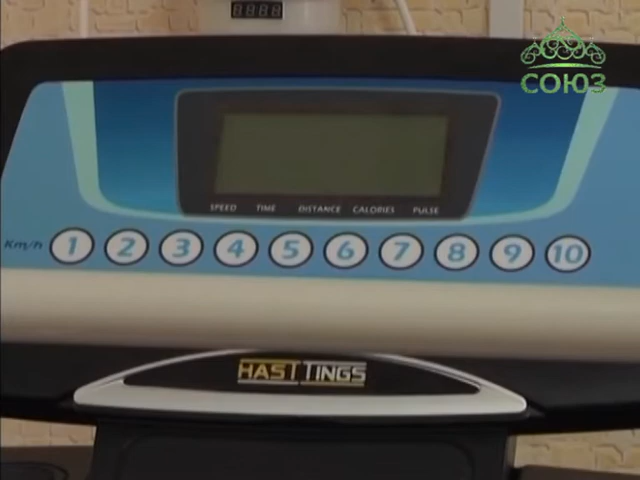 СОЮЗ
SPEED TIME DISTANCE CALORIES PULSE
Km/h 1 2 3 4 5 6 7 8 9 10
HASTTINGS